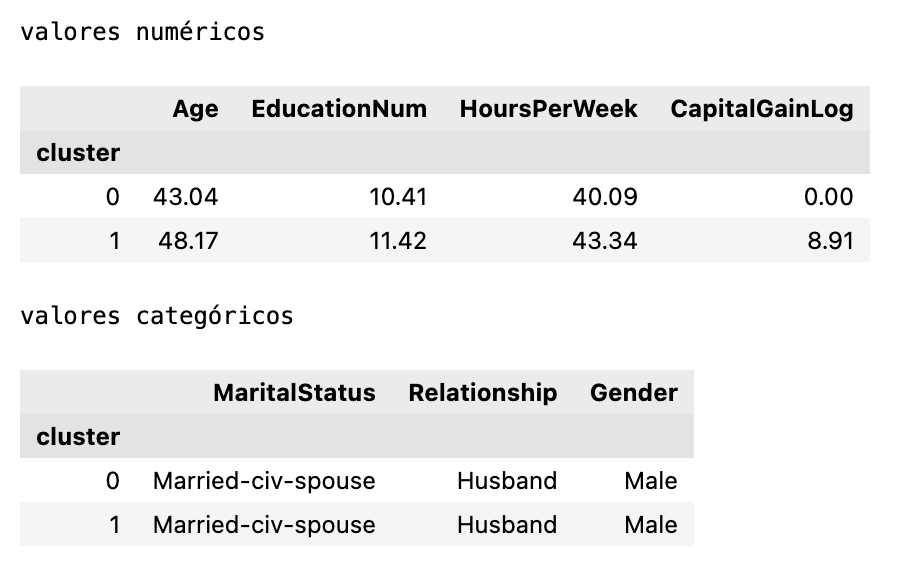 valores numéricos
Age EducationNum HoursPerWeek CapitalGainLog
cluster
0 43.04 10.41 40.09 0.00
1 48.17 11.42 43.34 8.91
valores categóricos
MaritalStatus Relationship Gender
cluster
0 Married-civ-spouse Husband Male
1 Married-civ-spouse Husband Male